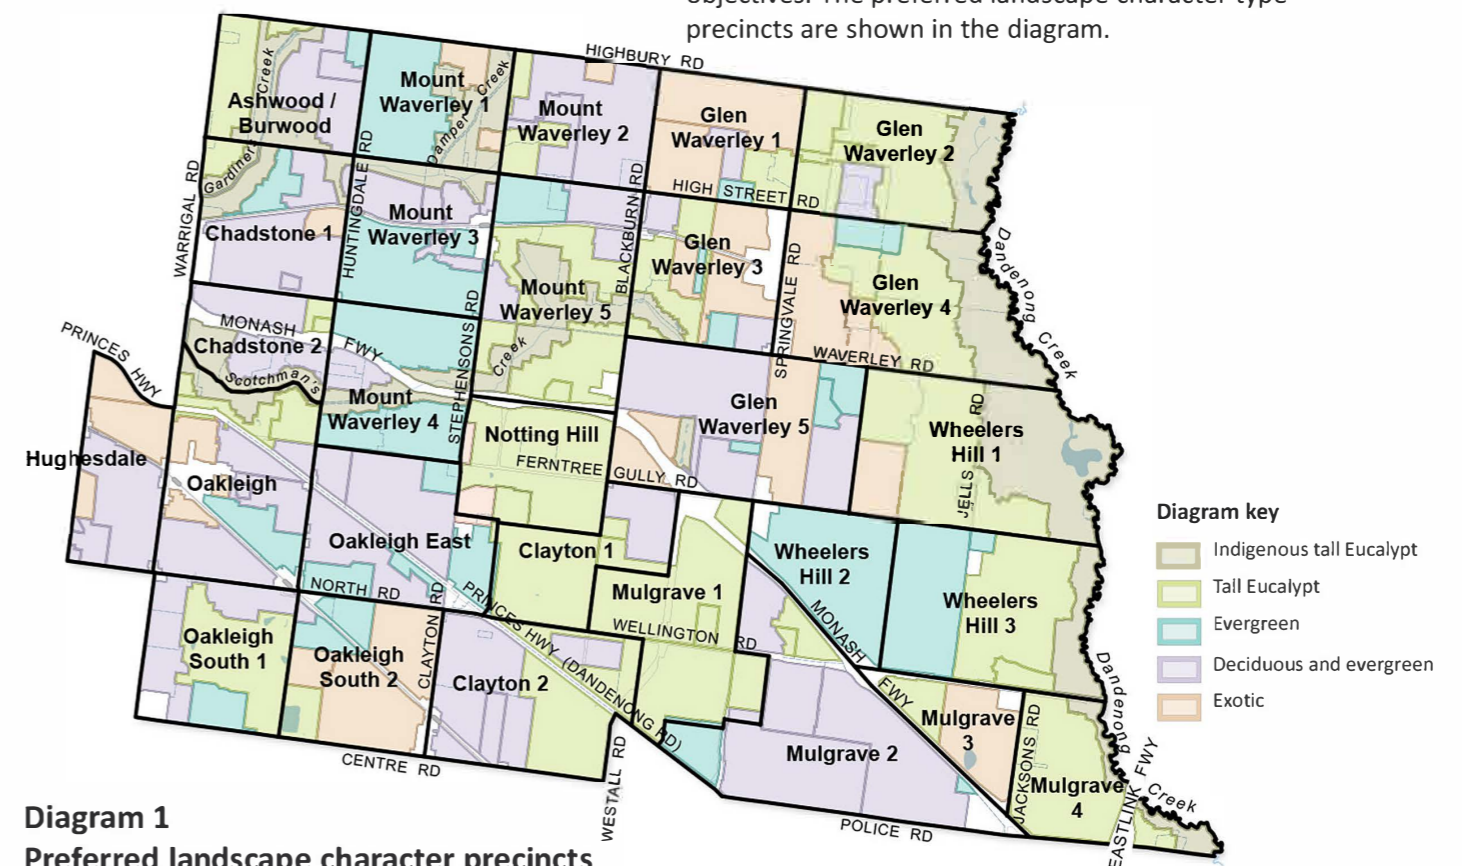 precincts are shown in the diagram.
HIGHBURY RD
Ashwood /
Burwood
Creek
Gardiners
Mount
Waverley 1
Damper Creek
Mount
Waverley 2
Glen
Waverley 1
Glen
Waverley 2
HIGH STREET RD
WARRIGAL RD
HUNTINGDALE RD
BLACKBURN RD
Chadstone 1
Mount
Waverley 3
Mount
Waverley 5
Glen
Waverley 3
SPRINGVALE RD
Glen
Waverley 4
Dandenong Creek
PRINCES HWY
MONASH FWY
Chadstone 2
Scotchman's
Creek
STEPHENSONS RD
WAVERLEY RD
Mount
Waverley 4
Notting Hill
Glen
Waverley 5
Wheelers
Hill 1
JELLS RD
FERNTREE GULLY RD
Hughesdale
Oakleigh
Oakleigh East
Clayton 1
Mulgrave 1
Wheelers
Hill 2
Wheelers
Hill 3
NORTH RD
PRINCES HWY (DANDENONG RD)
WELLINGTON RD
MONASH FWY
Oakleigh
South 1
Oakleigh
South 2
CLAYTON RD
Clayton 2
Mulgrave 2
Mulgrave
3
JACKSONS RD
Mulgrave
4
Dandenong Creek
EASTLINK FWY
CENTRE RD
WESTALL RD
POLICE RD
Diagram key
Indigenous tall Eucalypt
Tall Eucalypt
Evergreen
Deciduous and evergreen
Exotic
Diagram 1
Preferred landscape character precincts